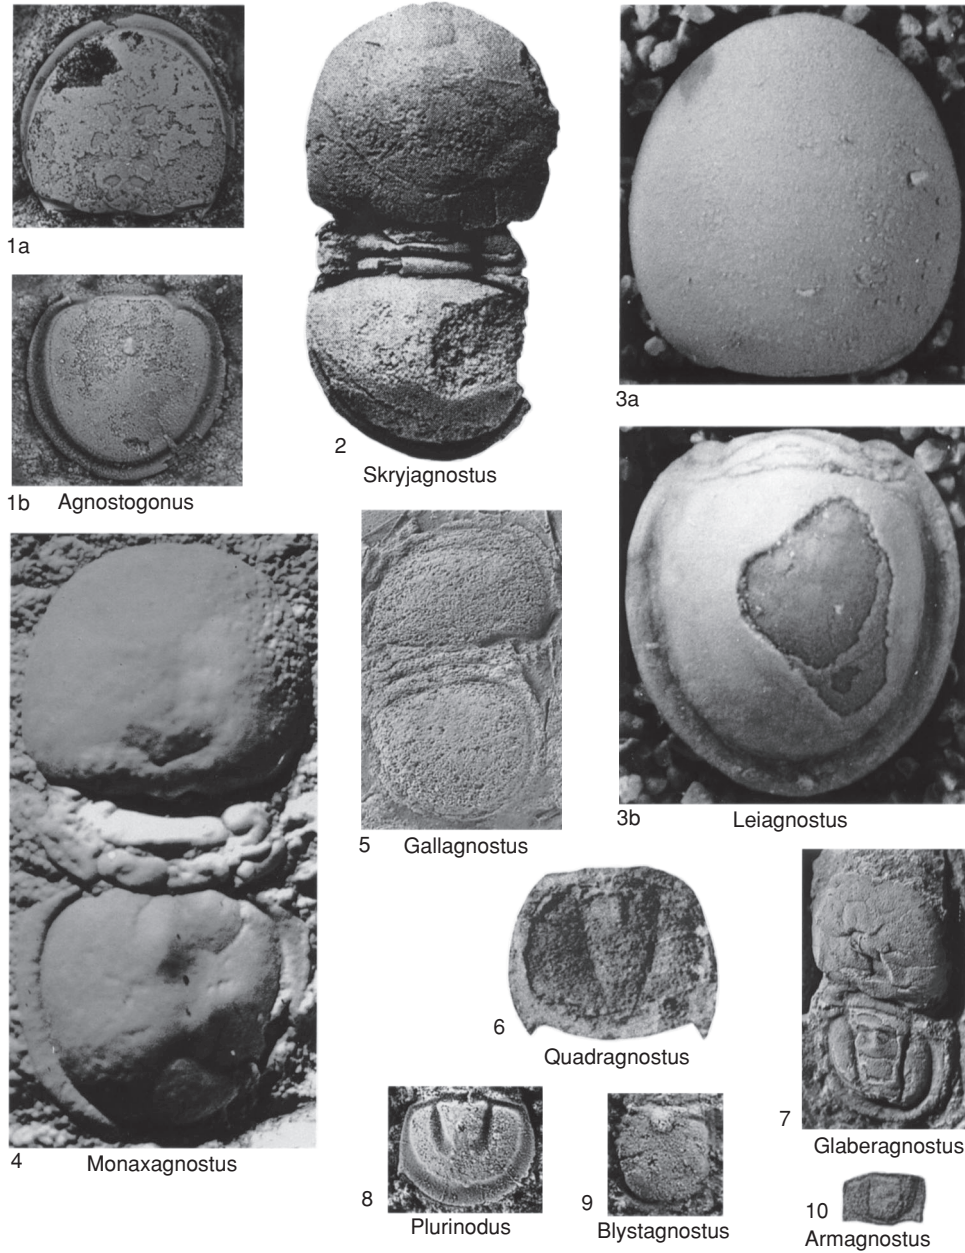 1a
1b Agnostogonus
2
Skryjagnostus
3a
3b Leiagnostus
4 Monaxagnostus
5 Gallagnostus
6
Quadragnostus
7
Glaberagnostus
8
Plurinodus
9
Blystagnostus
10
Armagnostus